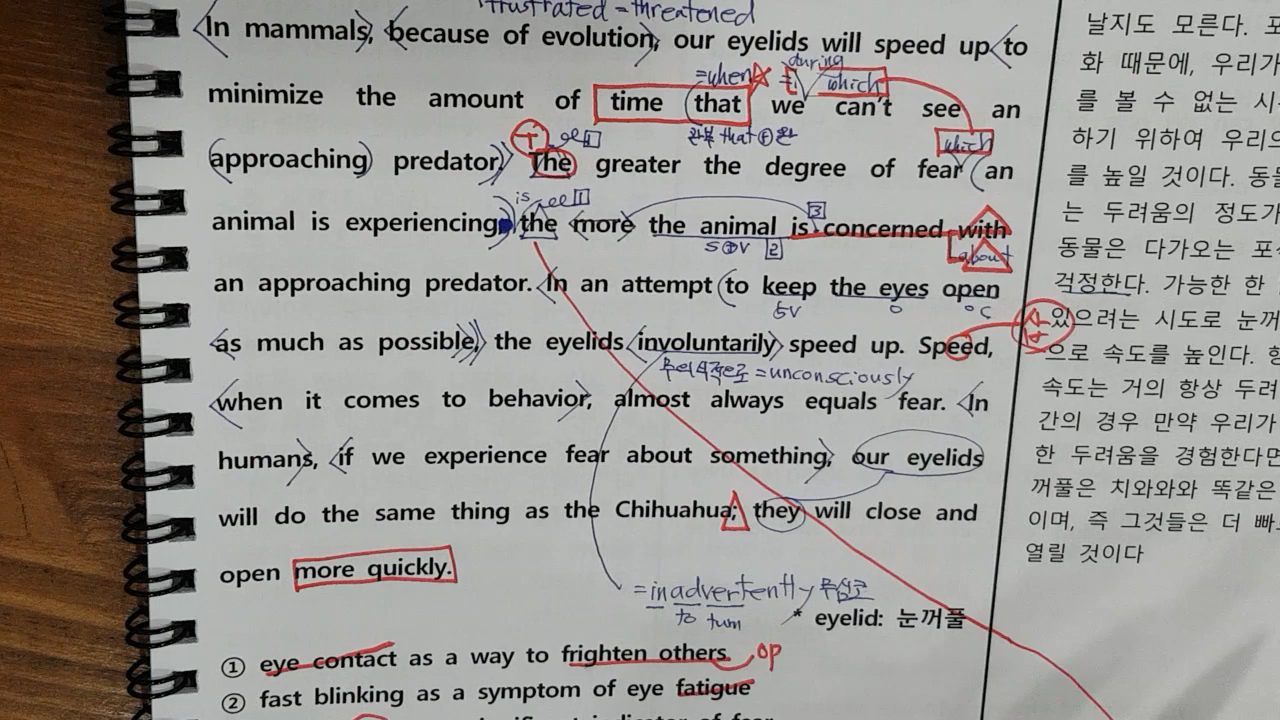 frustrated = threatened
In mammals, because of evolution, our eyelids will speed up to
=when = during which
minimize the amount of time that we can't see an
that which
approaching) predator. The greater the degree of fear an
is
animal is experiencing, the more the animal is concerned with
S V 2 3 about
an approaching predator. In an attempt to keep the eyes open
5V O O C
as much as possible, the eyelids involuntarily speed up. Speed,
=unconsciously
when it comes to behavior, almost always equals fear. In
humans, if we experience fear about something, our eyelids
will do the same thing as the Chihuahua; they will close and
open more quickly.
=inadvertently
to turn
* eyelid: 눈꺼풀
① eye contact as a way to frighten others op
② fast blinking as a symptom of eye fatigue
of fear
날지도 모른다.
화 때문에, 우리가
를 볼 수 없는 시
하기 위하여 우리의
를 높일 것이다. 동물
는 두려움의 정도가
동물은 다가오는 포
걱정한다. 가능한 한
있으려는 시도로 눈꺼
으로 속도를 높인다.
속도는 거의 항상 두려
간의 경우 만약 우리가
한 두려움을 경험한다면
꺼풀은 치와와와 똑같은
이며, 즉 그것들은 더 빠
열릴 것이다